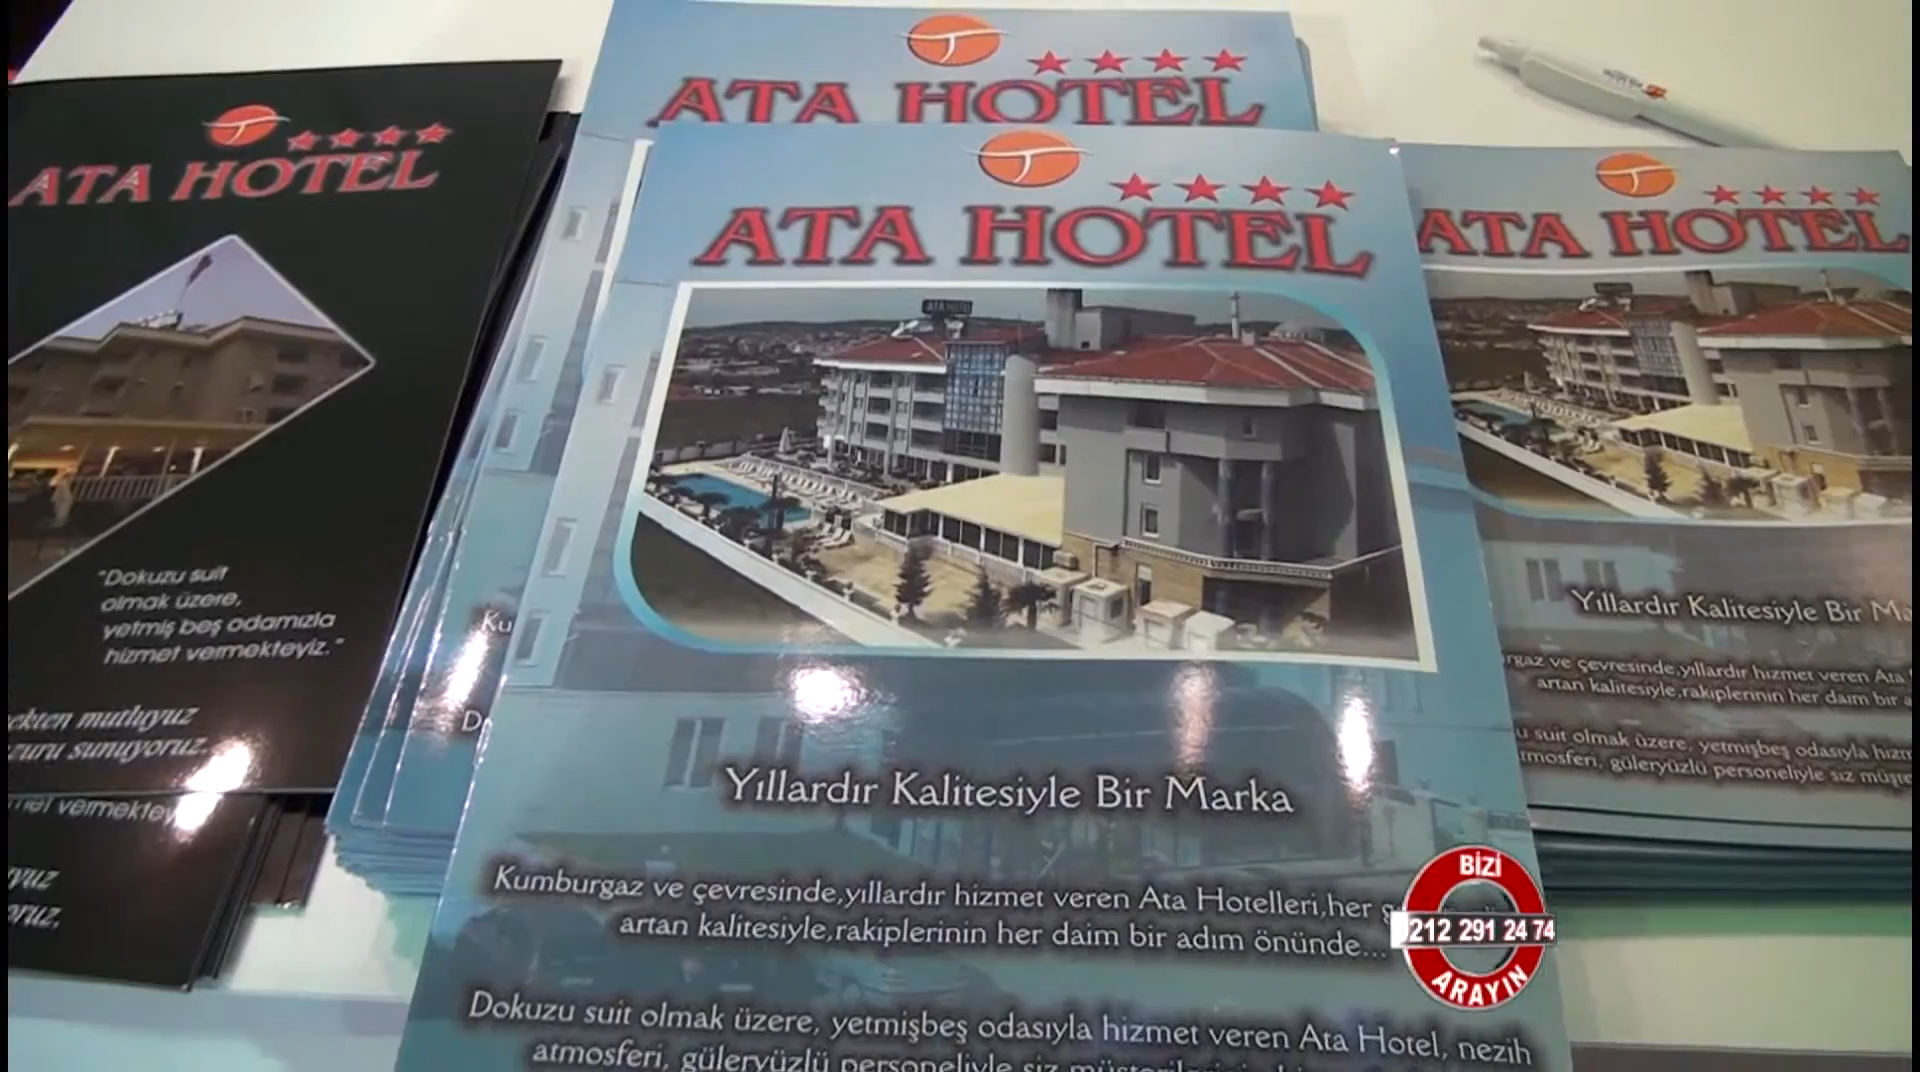 ATA HOTEL
ATA HOTEL
"Dokuzu suit
olmak üzere,
yetmiş beş odamızla
hizmet vermekteyiz."
mutluyuz
sunuyoruz.
ATA HOTEL
ATA HOTEL
Yıllardır Kalitesiyle Bir Marka
Kumburgaz ve çevresinde,yıllardır hizmet veren Ata Hotelleri,her
artan kalitesiyle,rakiplerinin her daim bir adım önünde...
Dokuzu suit olmak üzere, yetmişbeş odasıyla hizmet veren Ata Hotel, nezih
atmosferi, güleryüzlü personeliyle siz
ATA HOTEL
Yıllardır Kalitesiyle Bir
ve çevresinde,yıllardır hizmet veren Ata
artan kalitesiyle,rakiplerinin her daim bir
suit olmak üzere, yetmişbeş odasıyla
güleryüzlü personeliyle siz
BİZİ
212 291 24 74
ARAYIN